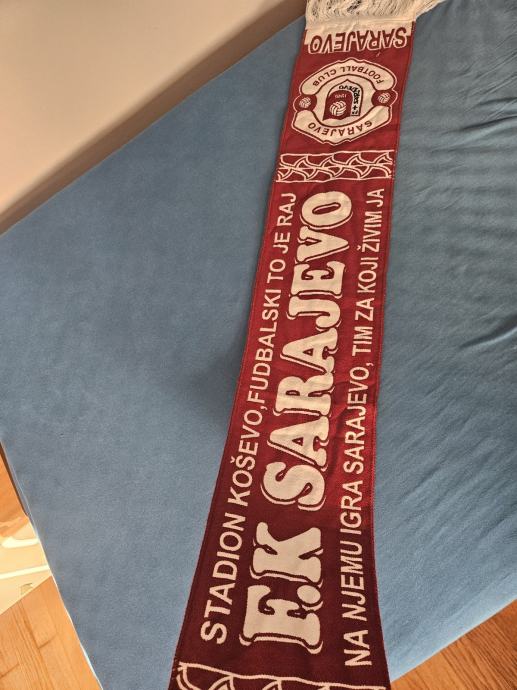 STADION KOŠEVO,FUDBALSKI TO JE RAJ
F.K SARAJEVO
NA NJEMU IGRA SARAJEVO, TIM ZA KOJI ŽIVIM JA
FOOTBALL CLUB
SARAJEVO
SARAJEVO